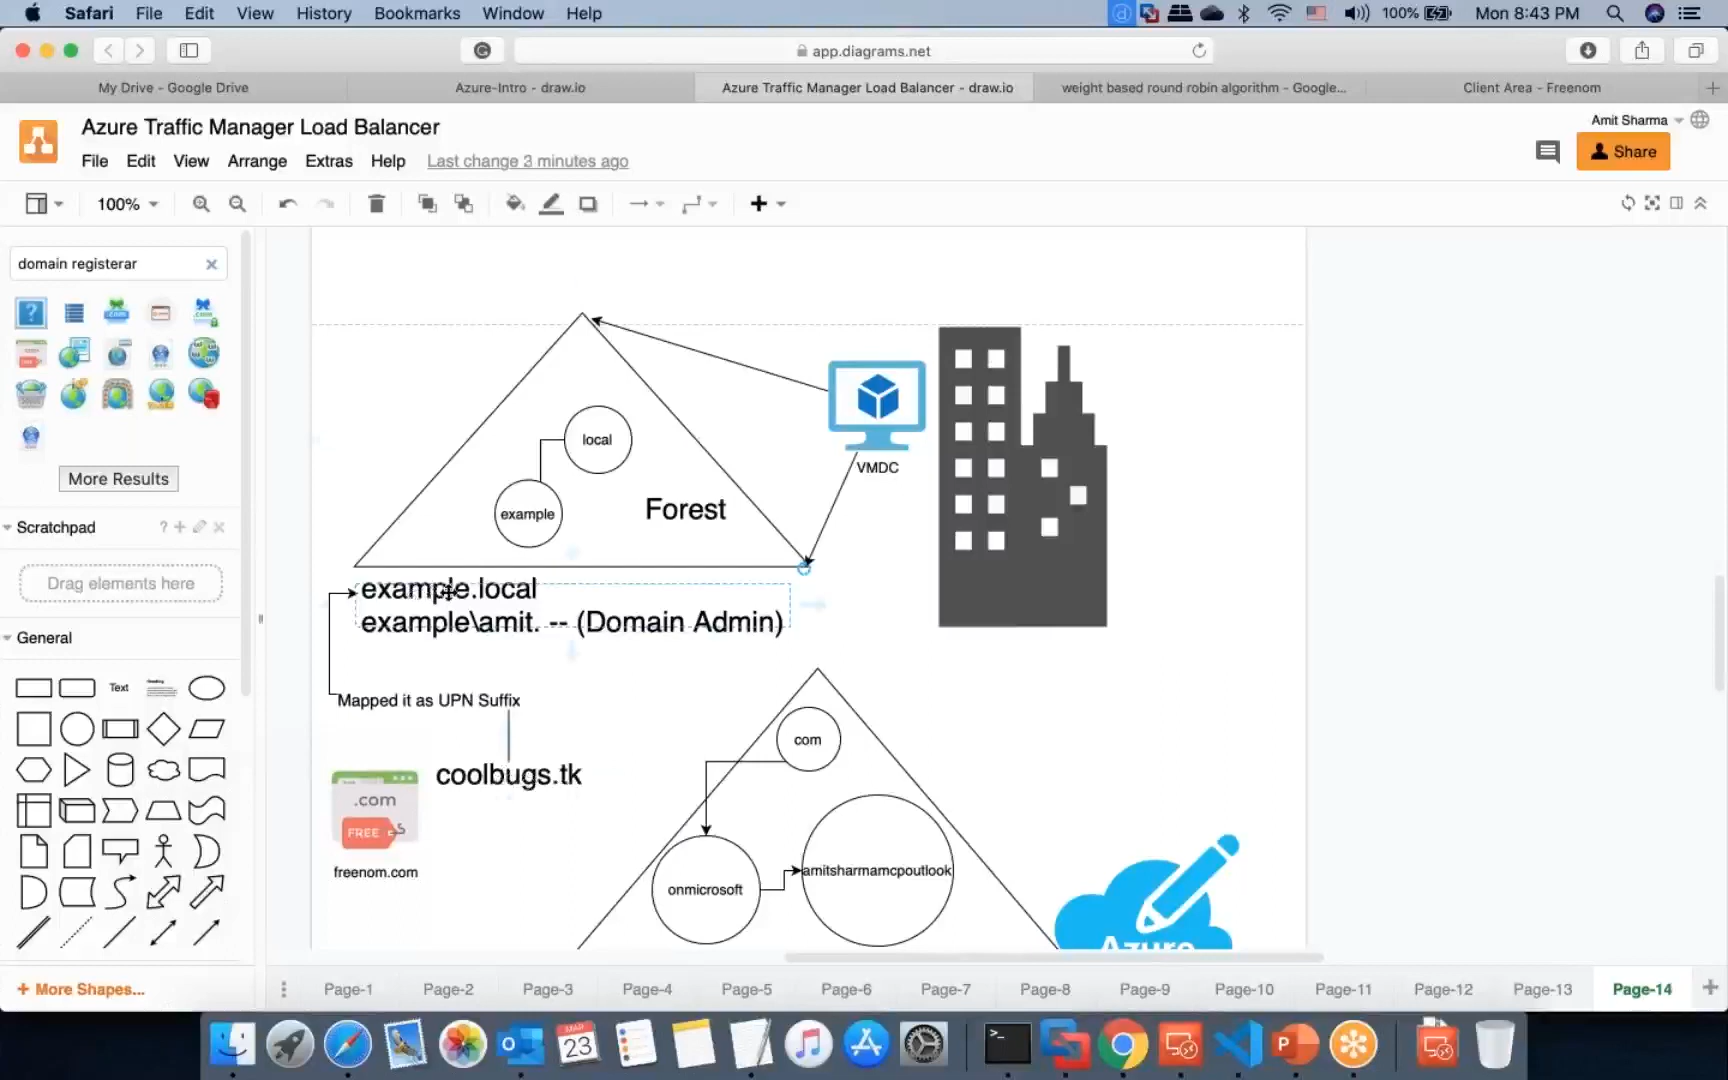 Safari File Edit View History Bookmarks Window Help
100% Mon 8:43 PM
app.diagrams.net
My Drive - Google Drive
Azure-Intro - draw.io
Azure Traffic Manager Load Balancer - draw.io
weight based round robin algorithm - Google...
Client Area - Freenom
Azure Traffic Manager Load Balancer
Amit Sharma
File Edit View Arrange Extras Help Last change 3 minutes ago
Share
100%
domain registerar
More Results
Scratchpad
Drag elements here
General
Text
Heading
More Shapes...
local
example
Forest
VMDC
example.local
example\amit. -- (Domain Admin)
Mapped it as UPN Suffix
coolbugs.tk
.com
FREE
freenom.com
com
onmicrosoft
amitsharmamcpoutlook
Azure
Page-1 Page-2 Page-3 Page-4 Page-5 Page-6 Page-7 Page-8 Page-9 Page-10 Page-11 Page-12 Page-13 Page-14
MAR
23